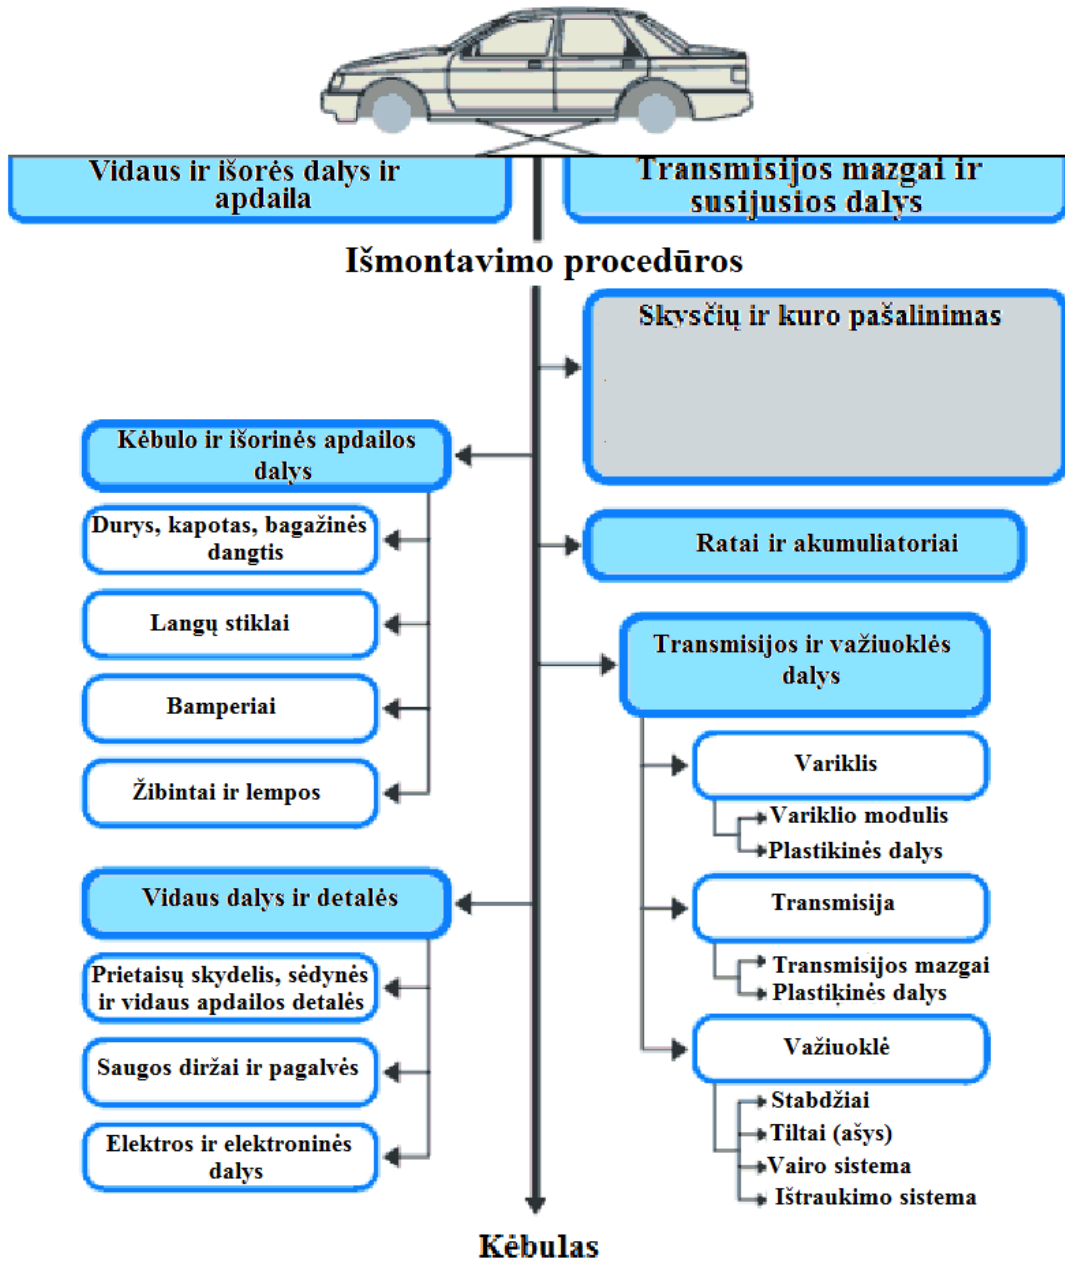 Vidaus ir išorės dalys ir
apdaila
Transmisijos mazgai ir
susijusios dalys
Išmontavimo procedūros
Skysčių ir kuro pašalinimas
Kėbulo ir išorinės apdailos
dalys
Durys, kapotas, bagažinės
dangtis
Langų stiklai
Bamperiai
Žibintai ir lempos
Ratai ir akumuliatoriai
Transmisijos ir važiuoklės
dalys
Variklis
Variklio modulis
Plastikinės dalys
Transmisija
Transmisijos mazgai
Plastiķinės dalys
Važiuoklė
Stabdžiai
Tiltai (ašys)
Vairo sistema
Ištraukimo sistema
Vidaus dalys ir detalės
Prietaisų skydelis, sėdynės
ir vidaus apdailos detalės
Saugos diržai ir pagalvės
Elektros ir elektroninės
dalys
Kėbulas